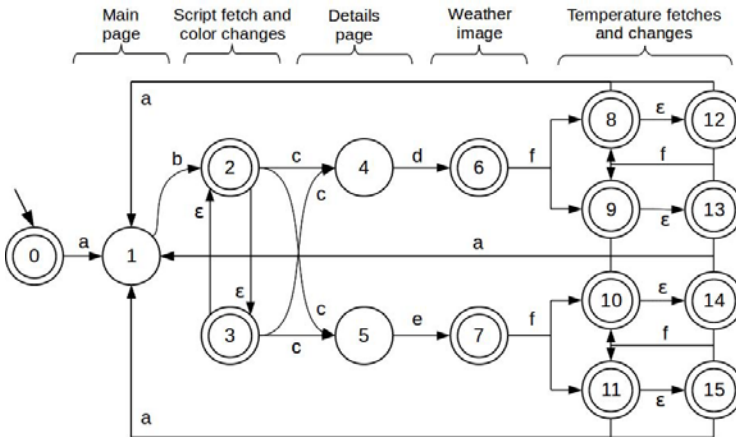 Main page
Script fetch and color changes
Details page
Weather image
Temperature fetches and changes
a
8
ε
12
b
2
c
4
d
6
f
f
c
ε
9
ε
13
0
a
1
a
ε
c
10
ε
14
3
c
5
e
7
f
f
a
11
ε
15